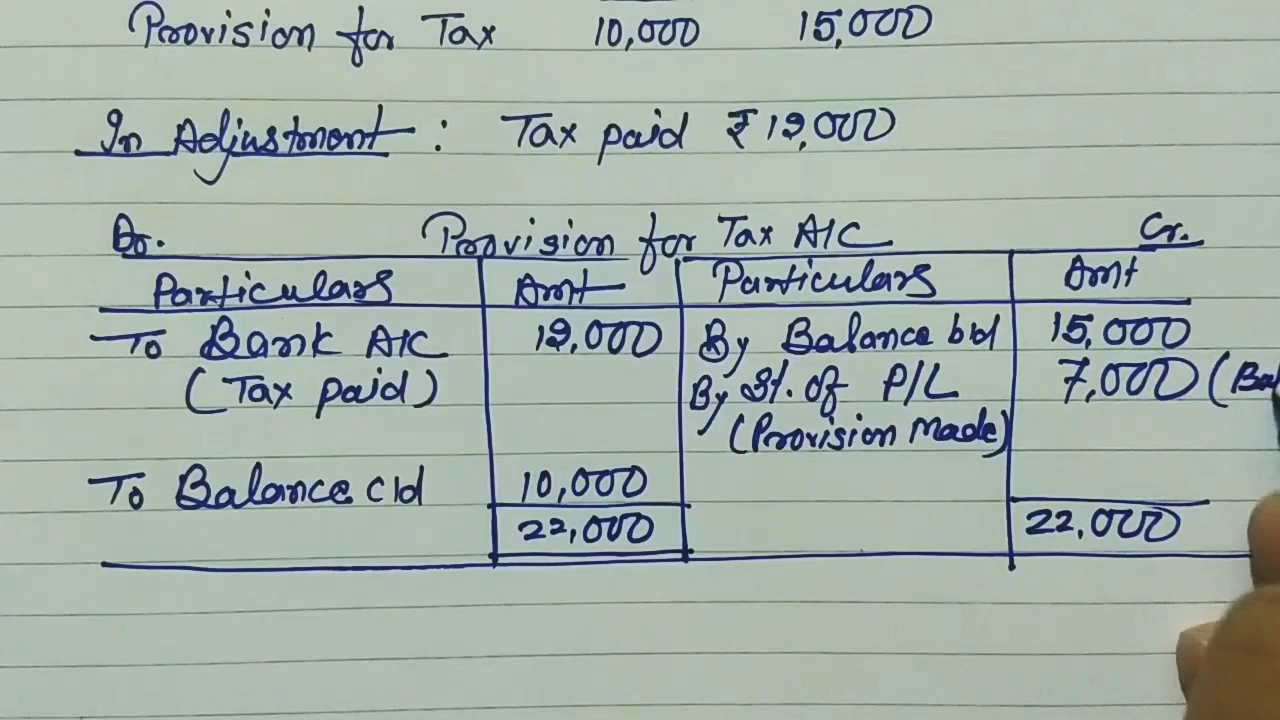 Provision for Tax 10,000 15,000
In Adjustment : Tax paid ₹12,000
Dr. Provision for Tax A/C Cr.
Particulars Amt Particulars Amt
To Bank A/C 12,000 By Balance b/d 15,000
(Tax paid) By St. of P/L 7,000 (Bal
(Provision Made)
To Balance c/d 10,000
22,000 22,000